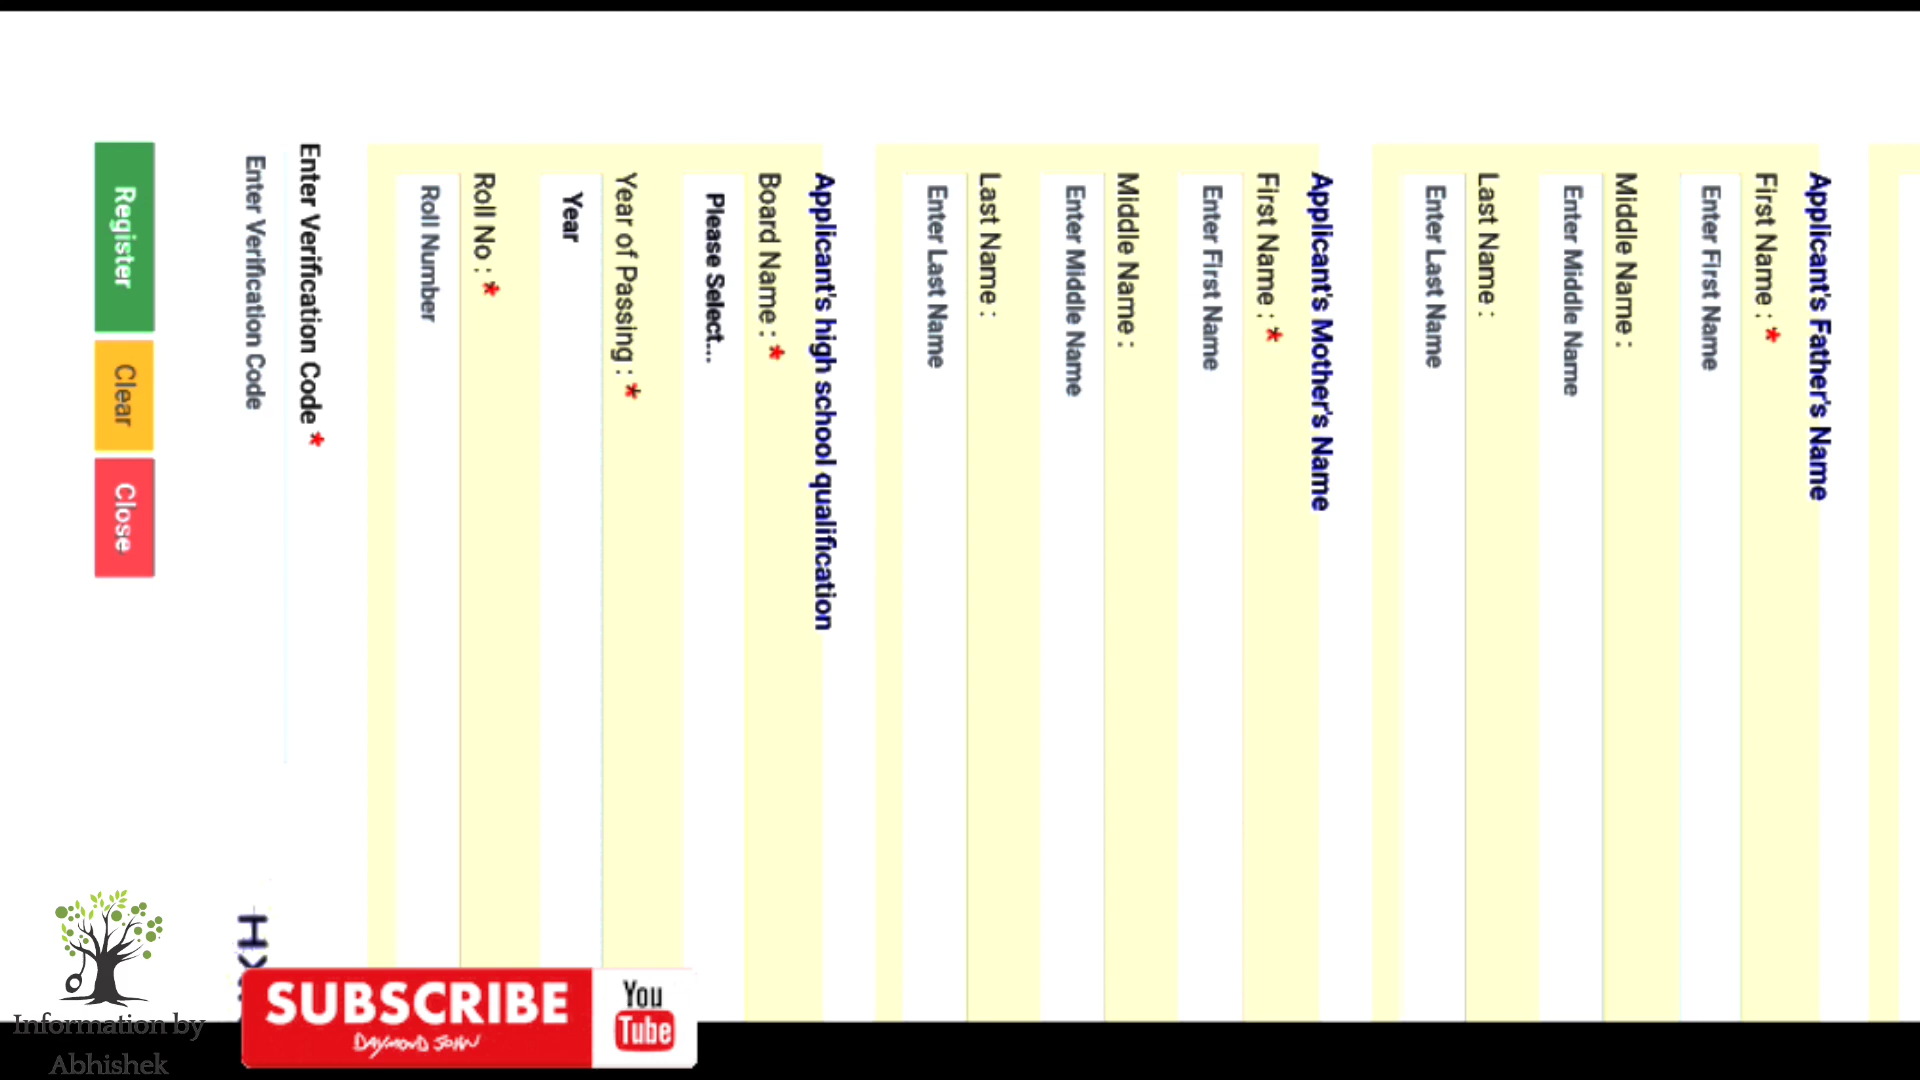 Applicant's Father's Name
First Name : *
Enter First Name
Middle Name :
Enter Middle Name
Last Name :
Enter Last Name
Applicant's Mother's Name
First Name : *
Enter First Name
Middle Name :
Enter Middle Name
Last Name :
Enter Last Name
Applicant's high school qualification
Board Name : *
Please Select...
Year of Passing : *
Year
Roll No : *
Roll Number
Enter Verification Code *
Enter Verification Code
Register Clear Close
Information by
Abhishek
SUBSCRIBE
DAYMOND JOHN
You
Tube